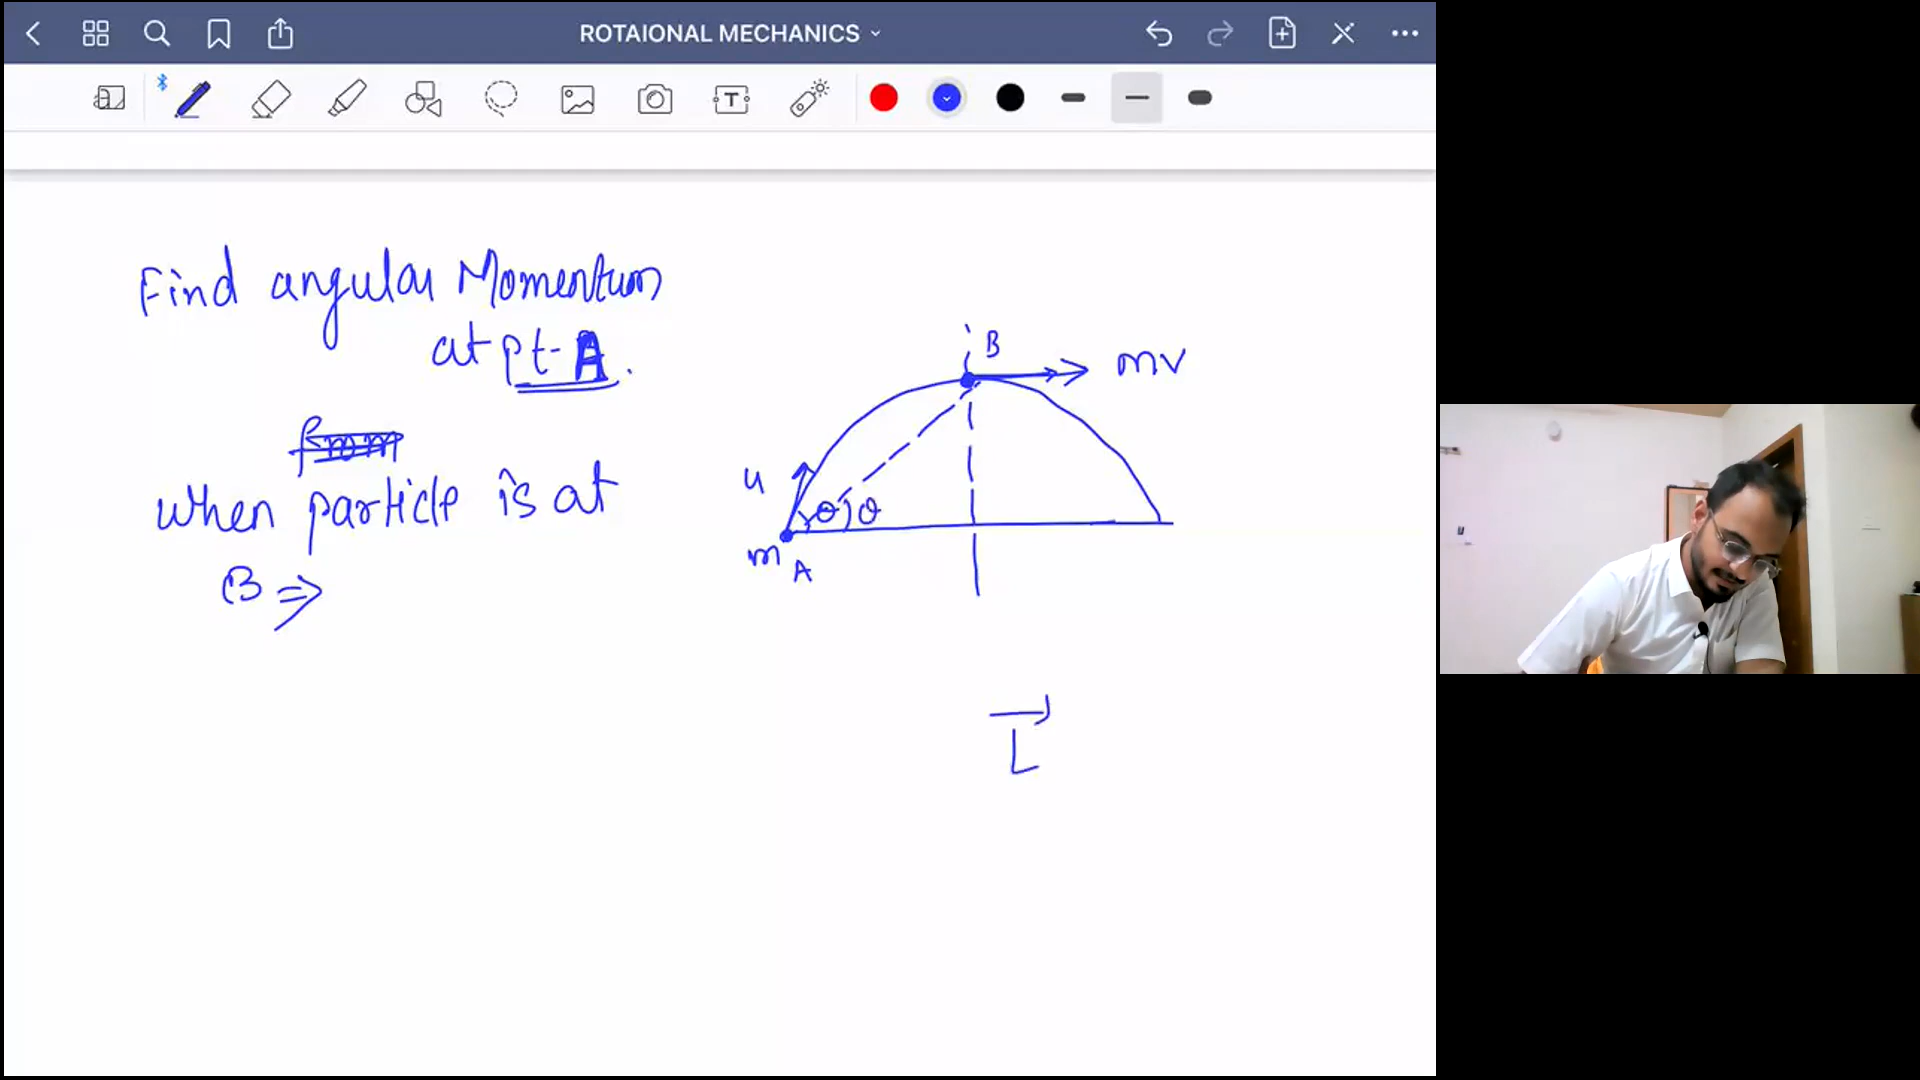 ROTAIONAL MECHANICS
T
Find angular Momentum
at pt- A.
from
when particle is at
B ⇒
B
mv
u
θ θ
m A
L